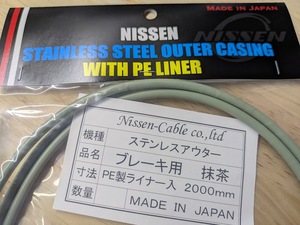 MADE IN JAPAN
NISSEN
NISSEN
STAINLESS STEEL OUTER CASING
WITH PE LINER
Nissen-Cable co.,ltd
機種 ステンレスアウター
品名 ブレーキ用 抹茶
寸法 PE製ライナー入 2000mm
数量
MADE IN JAPAN